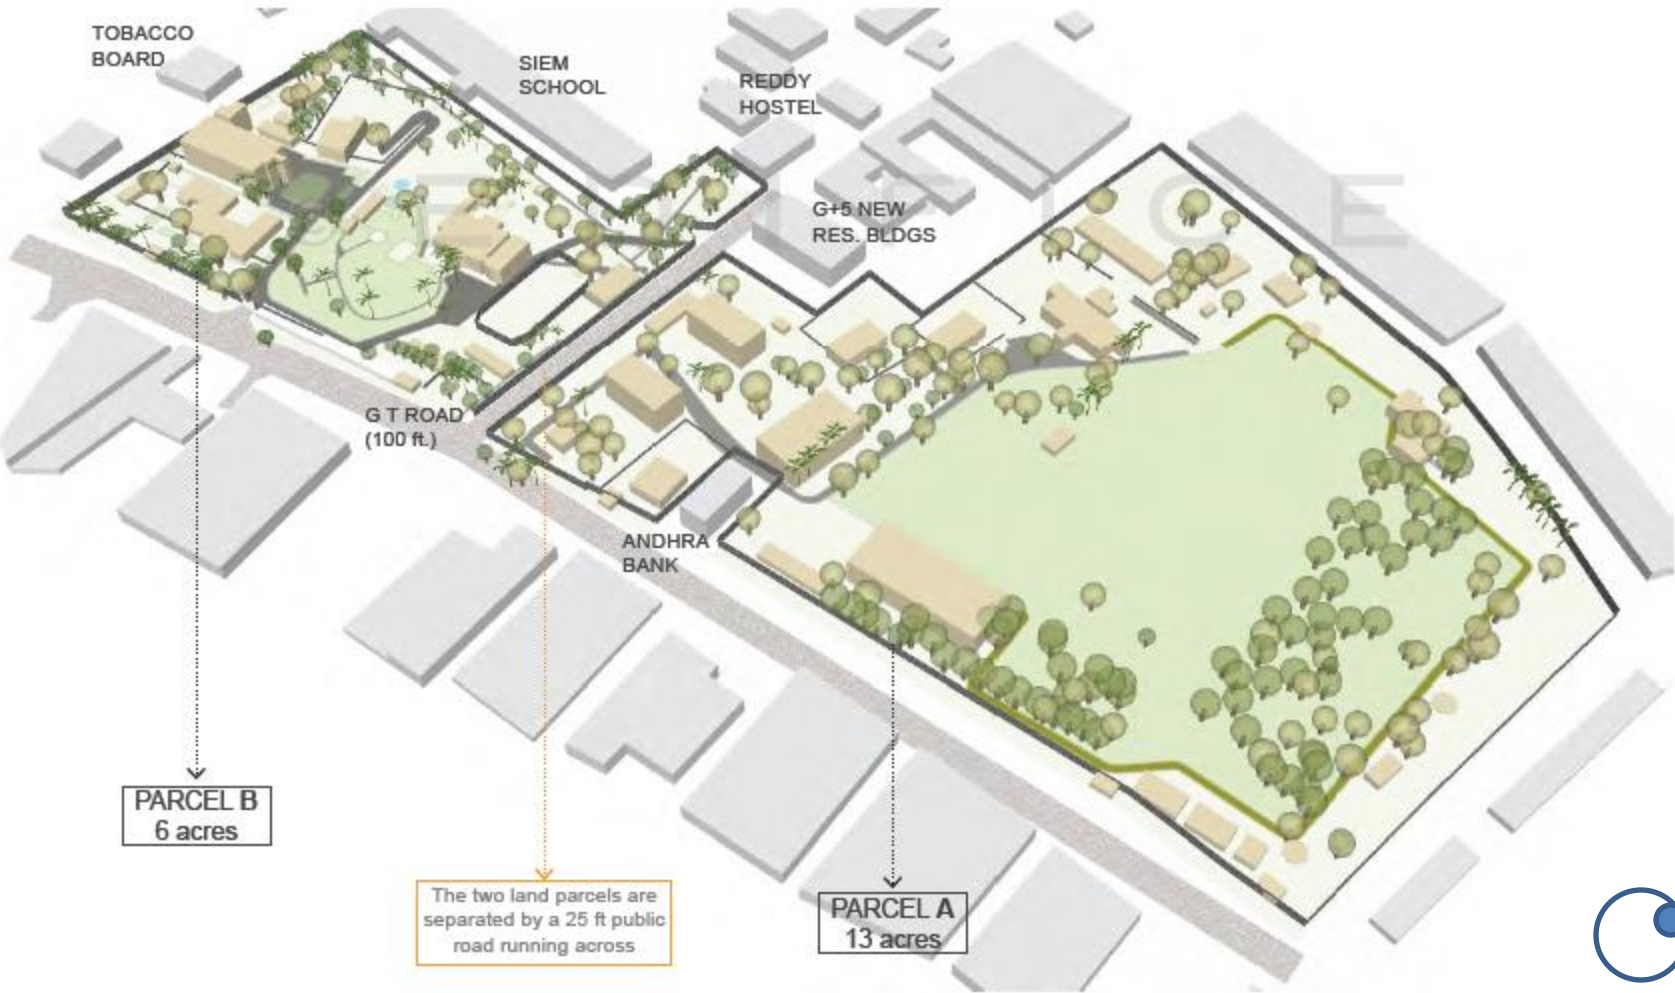 TOBACCO
BOARD
SIEM
SCHOOL
REDDY
HOSTEL
G+5 NEW
RES. BLDGS
G T ROAD
(100 ft.)
ANDHRA
BANK
PARCEL B
6 acres
The two land parcels are
separated by a 25 ft public
road running across
PARCEL A
13 acres